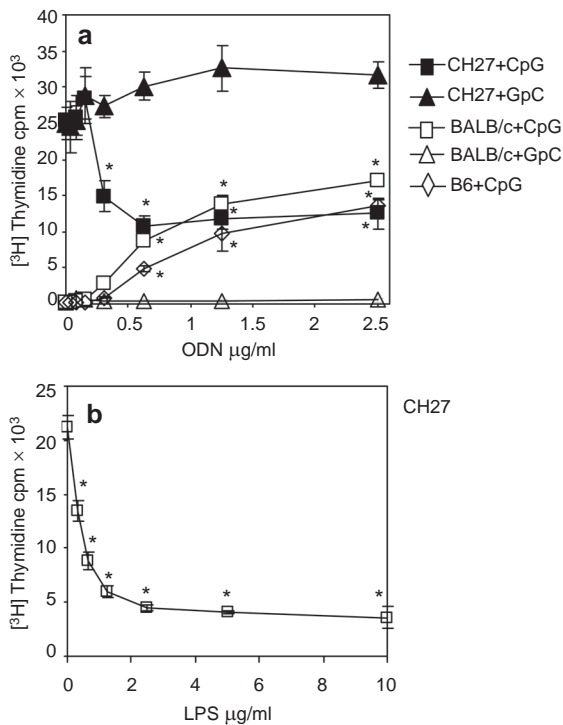 a
[³H] Thymidine cpm × 10³
40
35
30
25
20
15
10
5
0
* * * * * * * * * *
0 0.5 1 1.5 2 2.5
ODN μg/ml
CH27+CpG
CH27+GpC
BALB/c+CpG
BALB/c+GpC
B6+CpG
b
CH27
[³H] Thymidine cpm × 10³
25
20
15
10
5
0
* * * * * *
0 2 4 6 8 10
LPS μg/ml